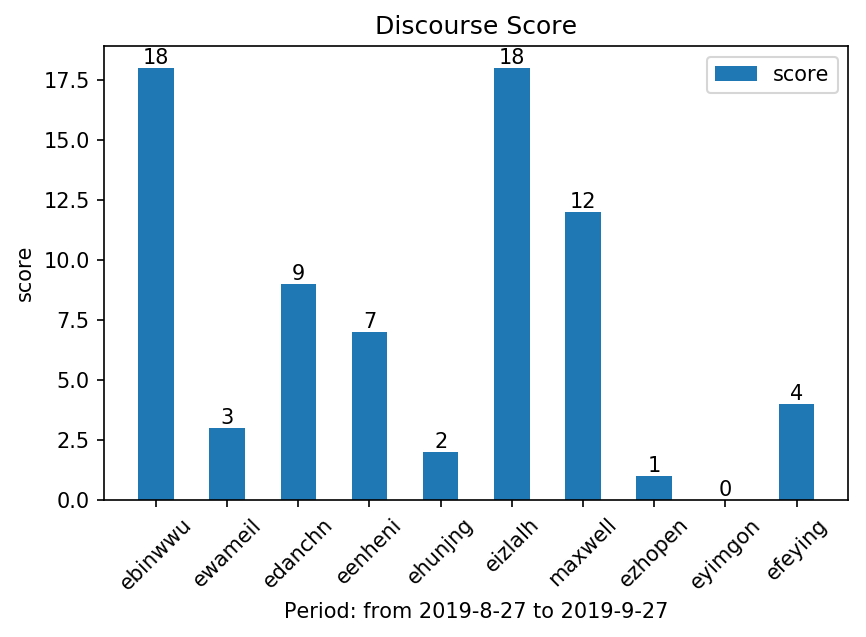 Discourse Score
18
18
score
17.5
15.0
12
12.5
10.0
9
score
7
7.5
5.0
4
3
2.5
2
1
0
0.0
ebinwwu
ewameil
edanchn
eenheni
ehunjng
eizlalh
maxwell
ezhopen
eyimgon
efeying
Period: from 2019-8-27 to 2019-9-27